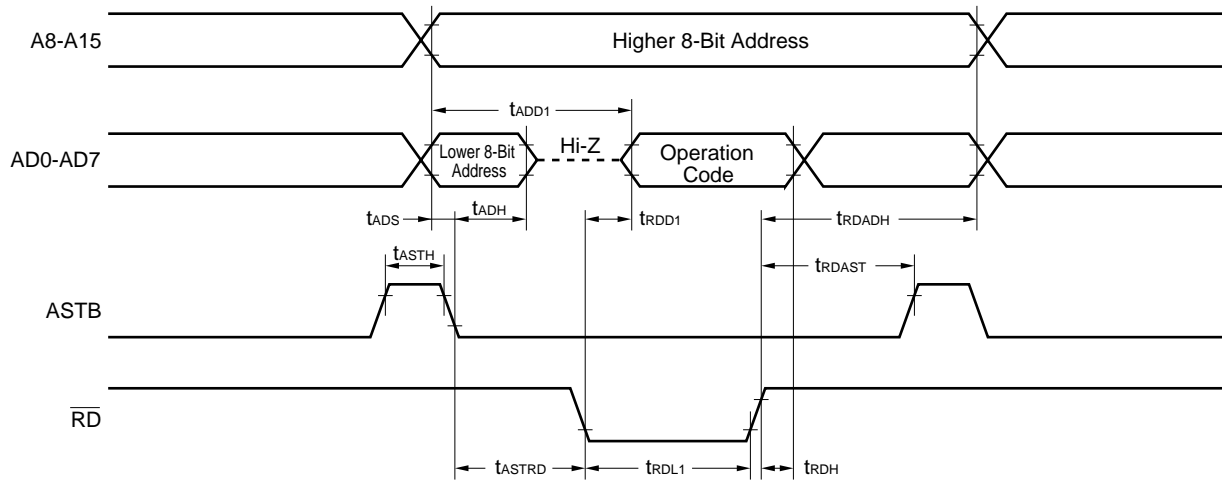 A8-A15
Higher 8-Bit Address
tADD1
AD0-AD7
Lower 8-Bit
Address
Hi-Z
Operation
Code
tADS
tADH
tRDD1
tRDADH
tASTH
tRDAST
ASTB
RD
tASTRD
tRDL1
tRDH